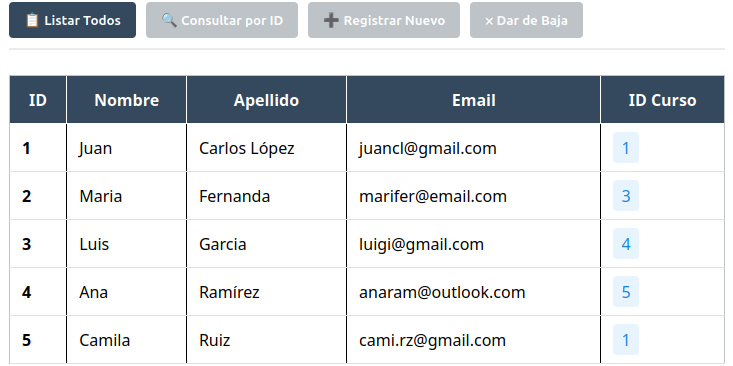 📋 Listar Todos 🔍 Consultar por ID ➕ Registrar Nuevo × Dar de Baja
ID Nombre Apellido Email ID Curso
1 Juan Carlos López juancl@gmail.com 1
2 Maria Fernanda marifer@email.com 3
3 Luis Garcia luigi@gmail.com 4
4 Ana Ramírez anaram@outlook.com 5
5 Camila Ruiz cami.rz@gmail.com 1